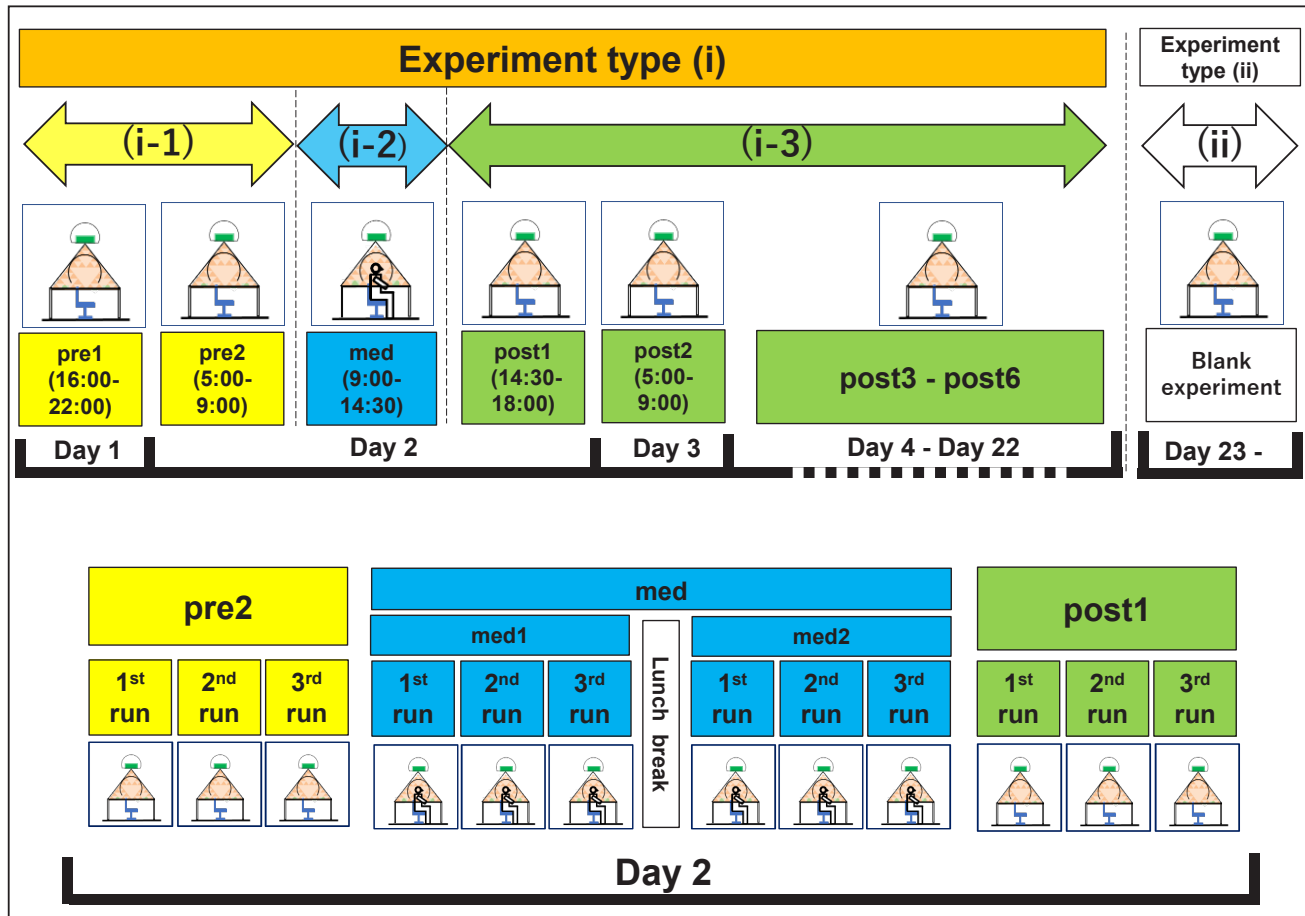 Experiment type (i)
Experiment
type (ii)
(i-1)
(i-2)
(i-3)
(ii)
pre1
(16:00-
22:00)
pre2
(5:00-
9:00)
med
(9:00-
14:30)
post1
(14:30-
18:00)
post2
(5:00-
9:00)
post3 - post6
Blank
experiment
Day 1
Day 2
Day 3
Day 4 - Day 22
Day 23 -
pre2
med
post1
med1
Lunch break
med2
1st
run
2nd
run
3rd
run
1st
run
2nd
run
3rd
run
1st
run
2nd
run
3rd
run
1st
run
2nd
run
3rd
run
Day 2